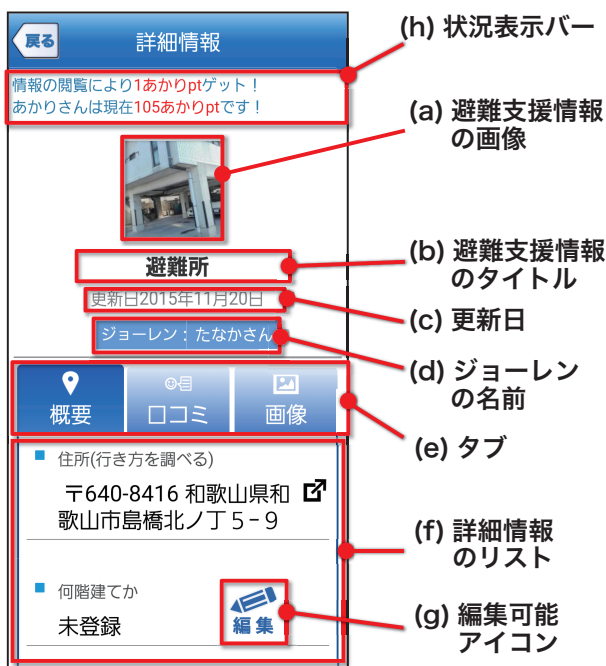 戻る
詳細情報
情報の閲覧により1あかりptゲット！
あかりさんは現在105あかりptです！
避難所
更新日2015年11月20日
ジョーレン：たなかさん
概要
口コミ
画像
住所(行き方を調べる)
〒640-8416 和歌山県和
歌山市島橋北ノ丁５−９
何階建てか
未登録
編集
(h) 状況表示バー
(a) 避難支援情報
の画像
(b) 避難支援情報
のタイトル
(c) 更新日
(d) ジョーレン
の名前
(e) タブ
(f) 詳細情報
のリスト
(g) 編集可能
アイコン